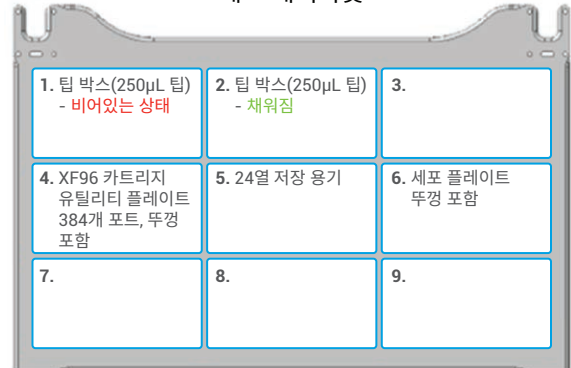 1. 팁 박스(250µL 팁)
- 비어있는 상태
2. 팁 박스(250µL 팁)
- 채워짐
3.
4. XF96 카트리지
유틸리티 플레이트
384개 포트, 뚜껑
포함
5. 24열 저장 용기
6. 세포 플레이트
뚜껑 포함
7.
8.
9.